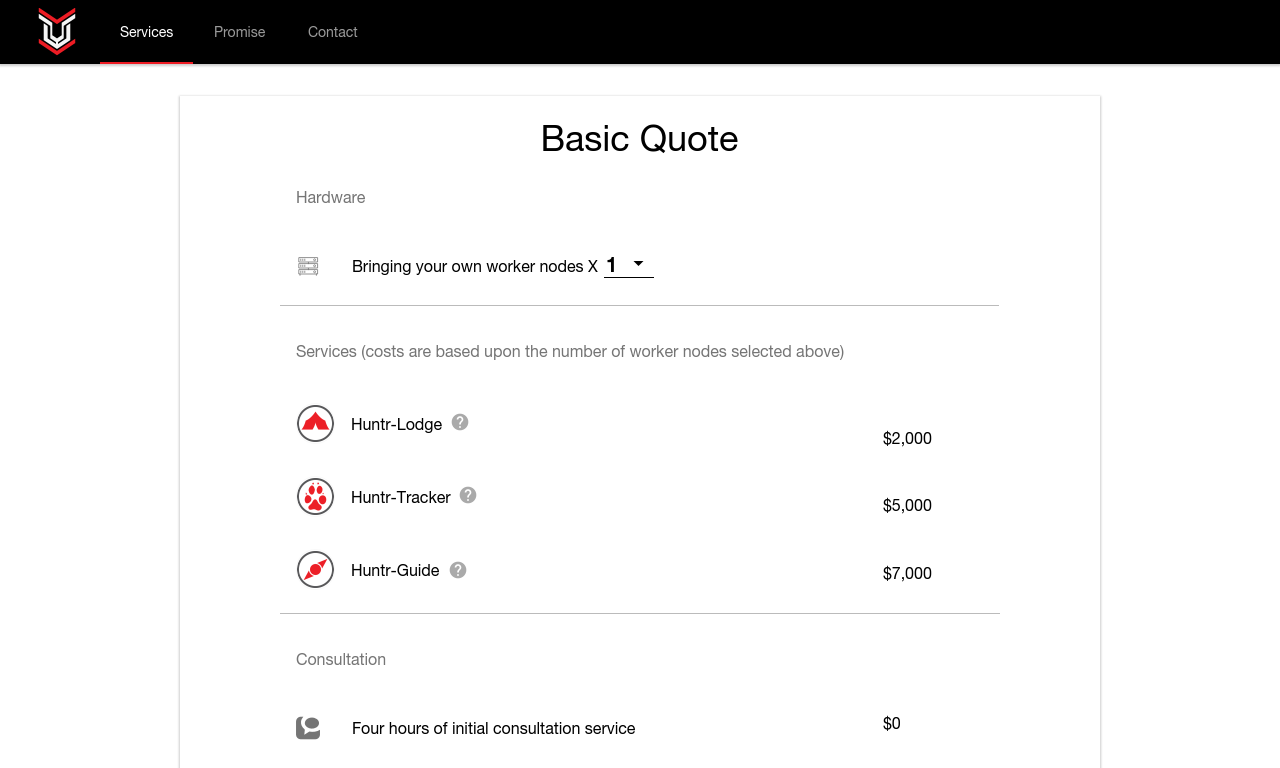 Services Promise Contact
Basic Quote
Hardware
Bringing your own worker nodes X 1
Services (costs are based upon the number of worker nodes selected above)
Huntr-Lodge ? $2,000
Huntr-Tracker ? $5,000
Huntr-Guide ? $7,000
Consultation
Four hours of initial consultation service $0